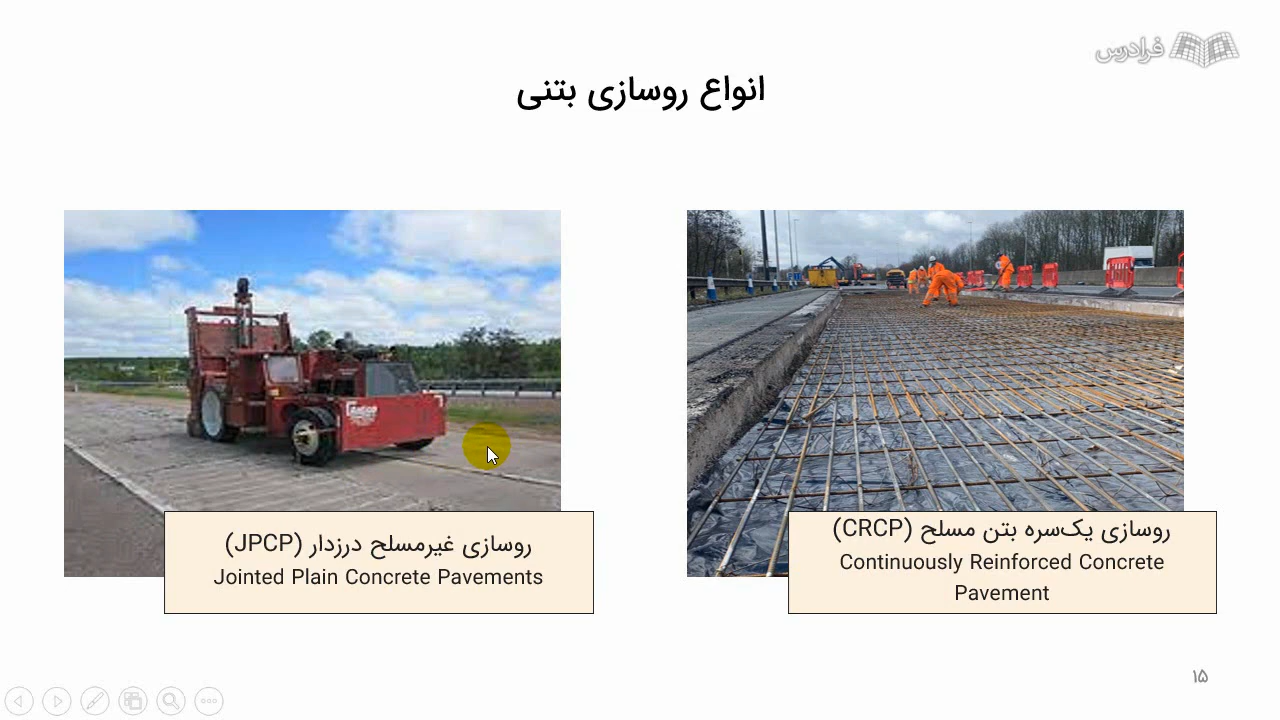 فرادرس
انواع روسازی بتنی
روسازی یک‌سره بتن مسلح (CRCP)
Continuously Reinforced Concrete
Pavement
روسازی غیرمسلح درزدار (JPCP)
Jointed Plain Concrete Pavements
۱۵